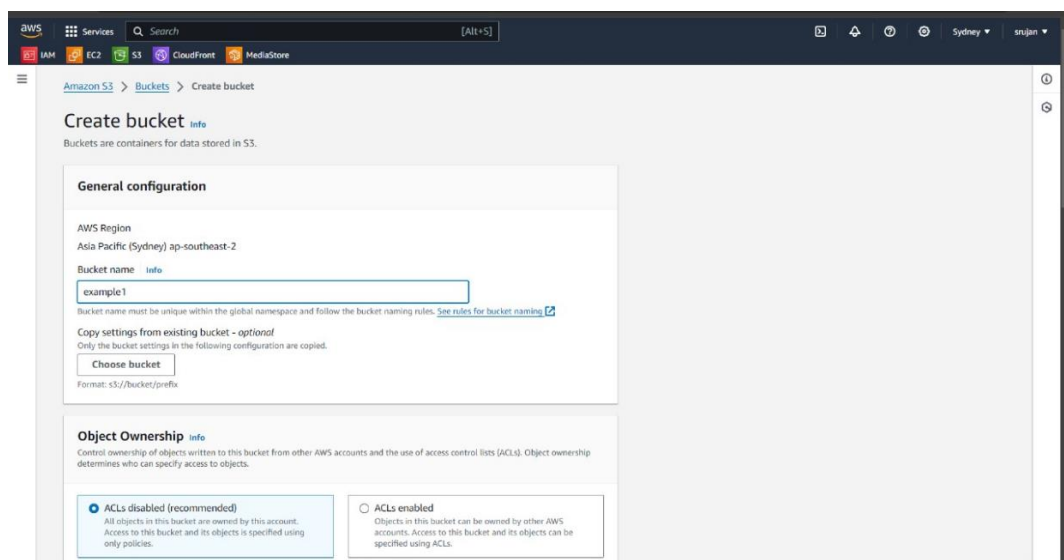 aws
Services
Search
[Alt+S]
Sydney
srujan
IAM
EC2
S3
CloudFront
MediaStore
Amazon S3 > Buckets > Create bucket
Create bucket Info
Buckets are containers for data stored in S3.
General configuration
AWS Region
Asia Pacific (Sydney) ap-southeast-2
Bucket name Info
example1
Bucket name must be unique within the global namespace and follow the bucket naming rules. See rules for bucket naming
Copy settings from existing bucket - optional
Only the bucket settings in the following configuration are copied.
Choose bucket
Format: s3://bucket/prefix
Object Ownership Info
Control ownership of objects written to this bucket from other AWS accounts and the use of access control lists (ACLs). Object ownership
determines who can specify access to objects.
ACLs disabled (recommended)
All objects in this bucket are owned by this account.
Access to this bucket and its objects is specified using
only policies.
ACLs enabled
Objects in this bucket can be owned by other AWS
accounts. Access to this bucket and its objects can be
specified using ACLs.